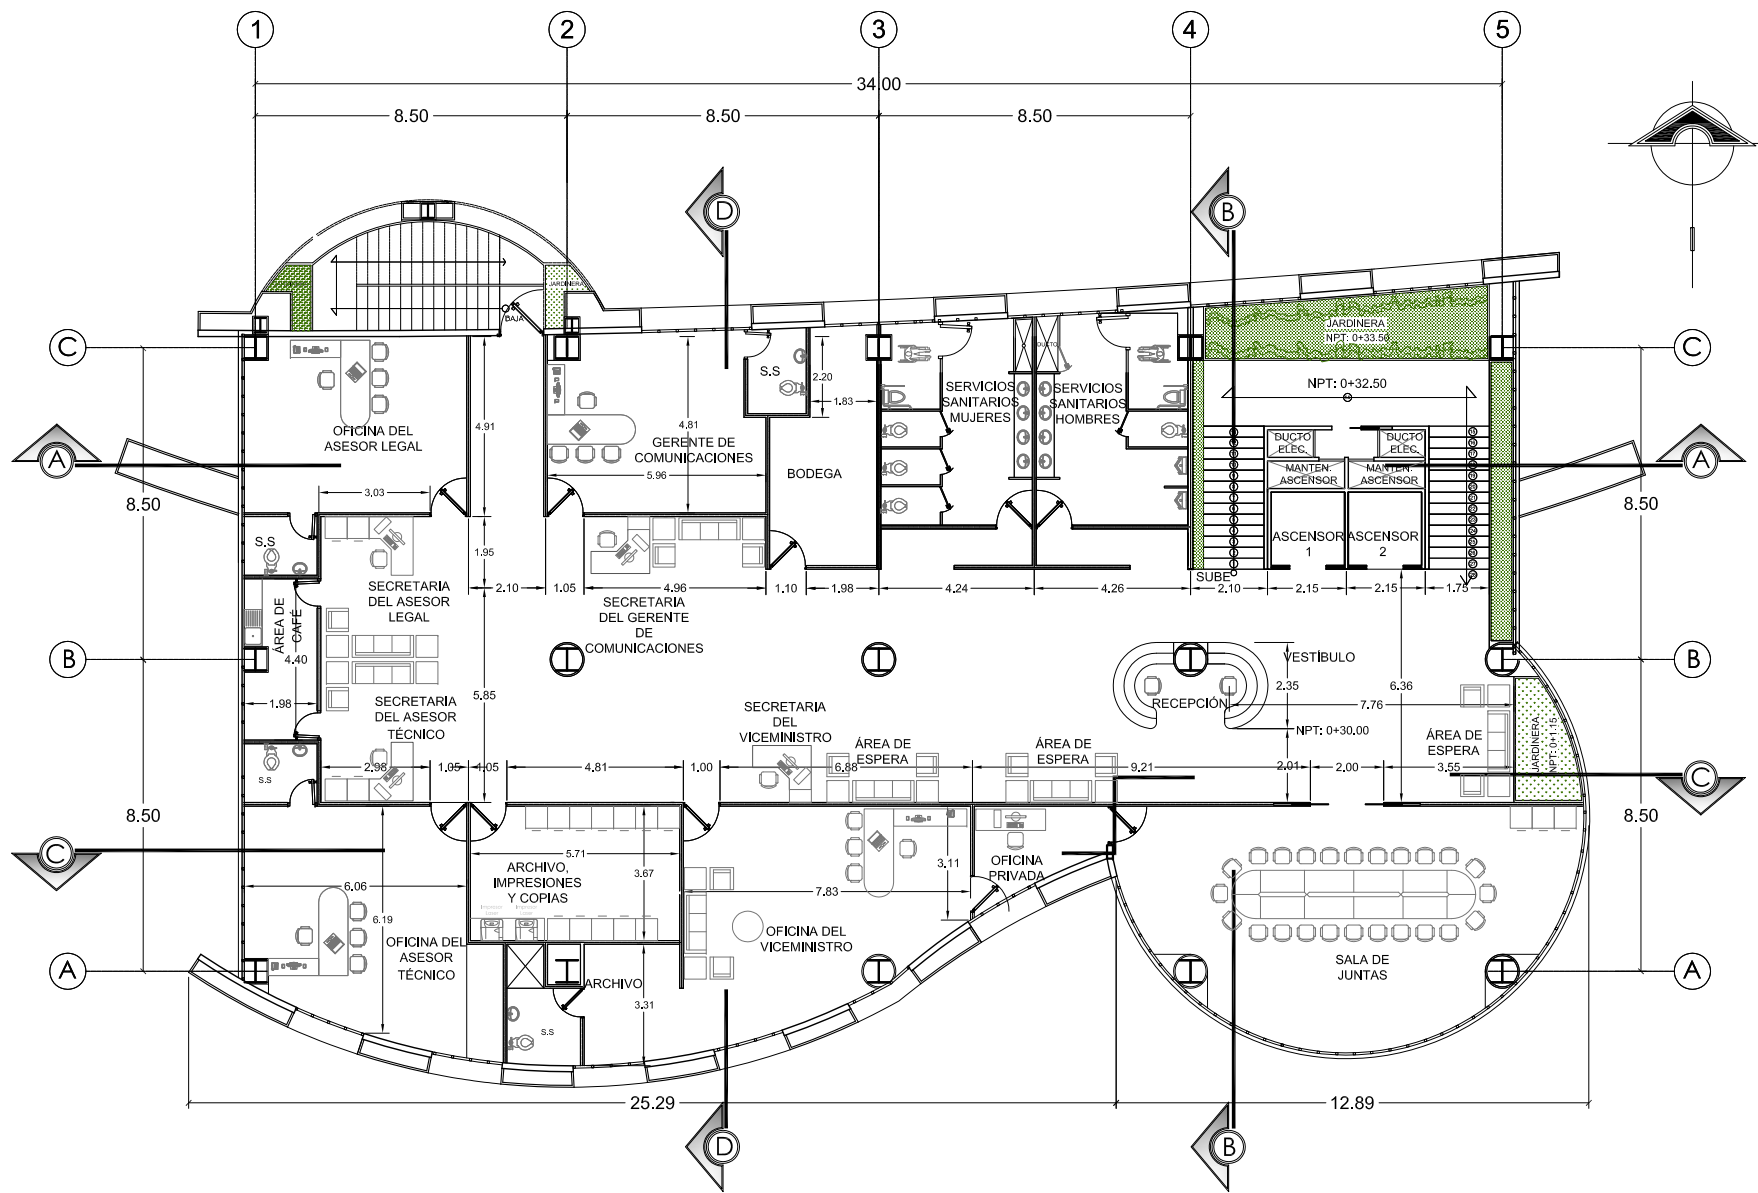 1
2
3
4
5
34.00
8.50
8.50
8.50
D
B
BAJA
JARDINERA
C
C
JARDINERA
NPT: 0+33.50
NPT: 0+32.50
S.S
2.20
1.83
OFICINA DEL
ASESOR LEGAL
4.91
4.81
GERENTE DE
COMUNICACIONES
5.96
BODEGA
SERVICIOS
SANITARIOS
MUJERES
DUCTO
SERVICIOS
SANITARIOS
HOMBRES
DUCTO
ELEC.
DUCTO
ELEC.
MANTEN.
ASCENSOR
MANTEN.
ASCENSOR
A
A
8.50
8.50
3,03
S.S
1.95
ASCENSOR
1
ASCENSOR
2
SUBE
SECRETARIA
DEL ASESOR
LEGAL
2.10
1.05
4.96
1.10
1.98
4.24
4.26
2.10
2.15
2.15
1.75
SECRETARIA
DEL GERENTE
DE
COMUNICACIONES
ÁREA DE
CAFÉ
4.40
B
B
1.98
5.85
SECRETARIA
DEL ASESOR
TÉCNICO
SECRETARIA
DEL
VICEMINISTRO
VESTÍBULO
2.35
6.36
RECEPCIÓN
7.76
NPT: 0+30.00
ÁREA DE
ESPERA
ÁREA DE
ESPERA
ÁREA DE
ESPERA
JARDINERA
NPT: 0+1.15
S.S
2.98
1.05
1.05
4.81
1.00
6.88
9.21
2.01
2.00
3.55
C
C
8.50
8.50
5.71
ARCHIVO,
IMPRESIONES
Y COPIAS
3.67
3.11
OFICINA
PRIVADA
6.06
7.83
6.19
OFICINA DEL
ASESOR
TÉCNICO
OFICINA DEL
VICEMINISTRO
A
A
SALA DE
JUNTAS
ARCHIVO
3.31
S.S
25.29
12.89
D
B